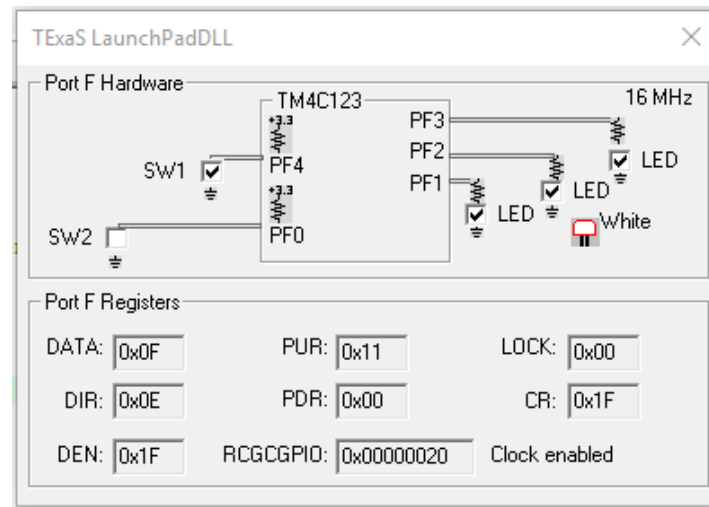 TExaS LaunchPadDLL
Port F Hardware
TM4C123
16 MHz
+3.3
PF3
SW1
PF4
PF2
LED
+3.3
PF1
LED
SW2
PF0
LED
White
Port F Registers
DATA: 0x0F PUR: 0x11 LOCK: 0x00
DIR: 0x0E PDR: 0x00 CR: 0x1F
DEN: 0x1F RCGCGPIO: 0x00000020 Clock enabled